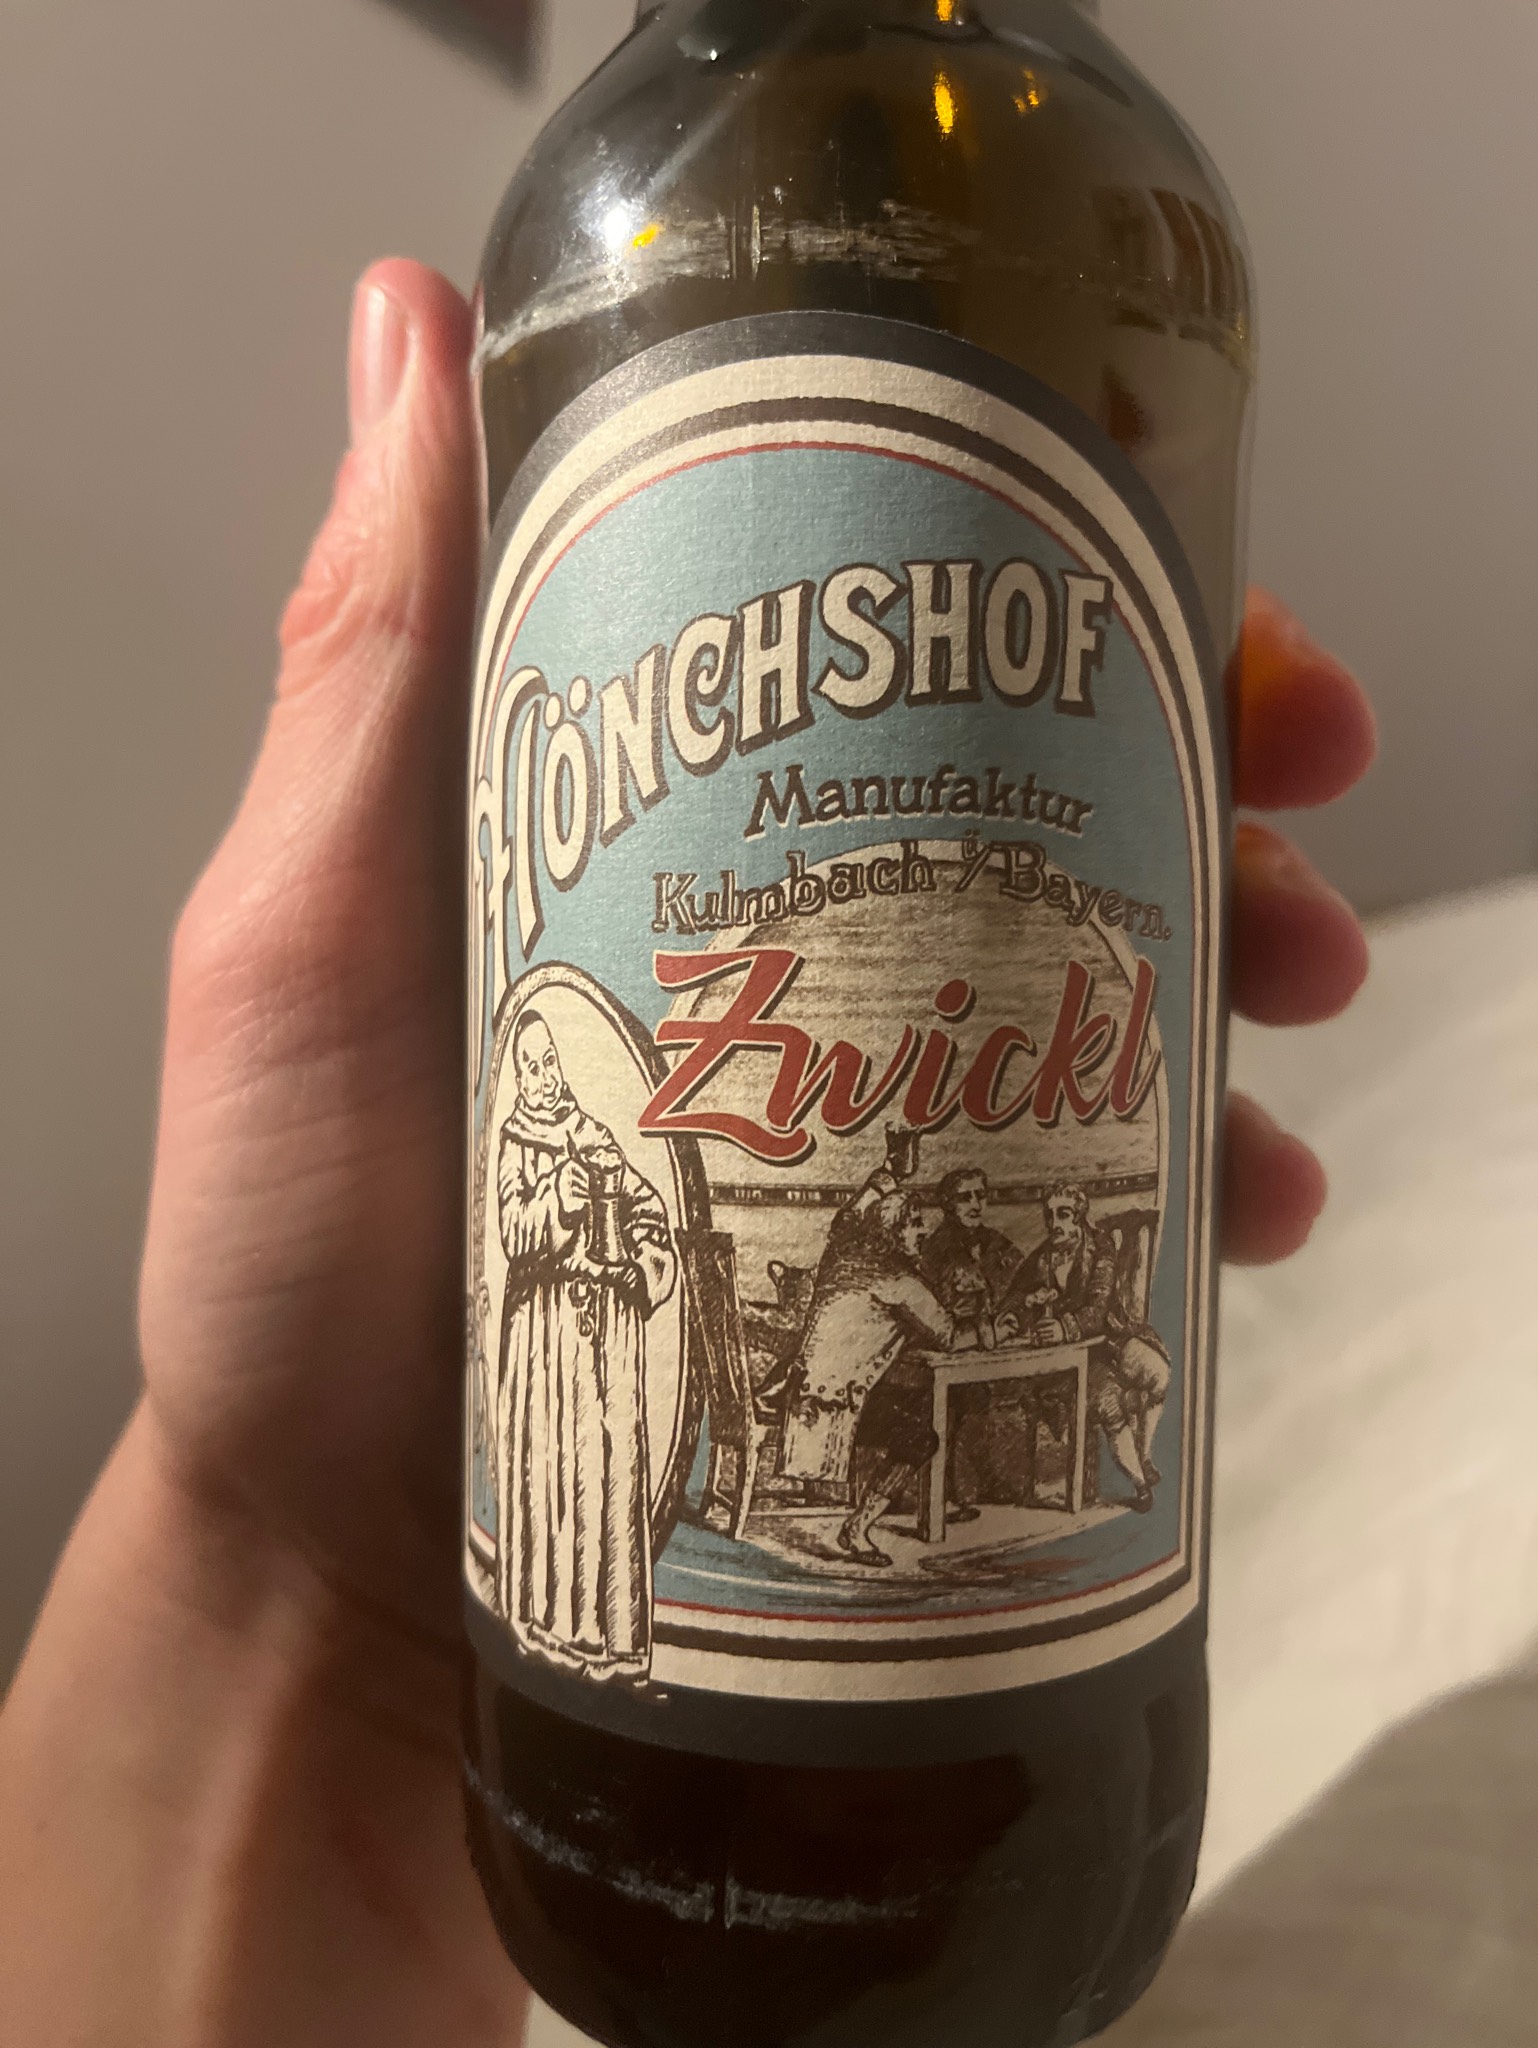 MÖNCHSHOF
Manufaktur
Kulmbach i/Bayern.
Zwickl